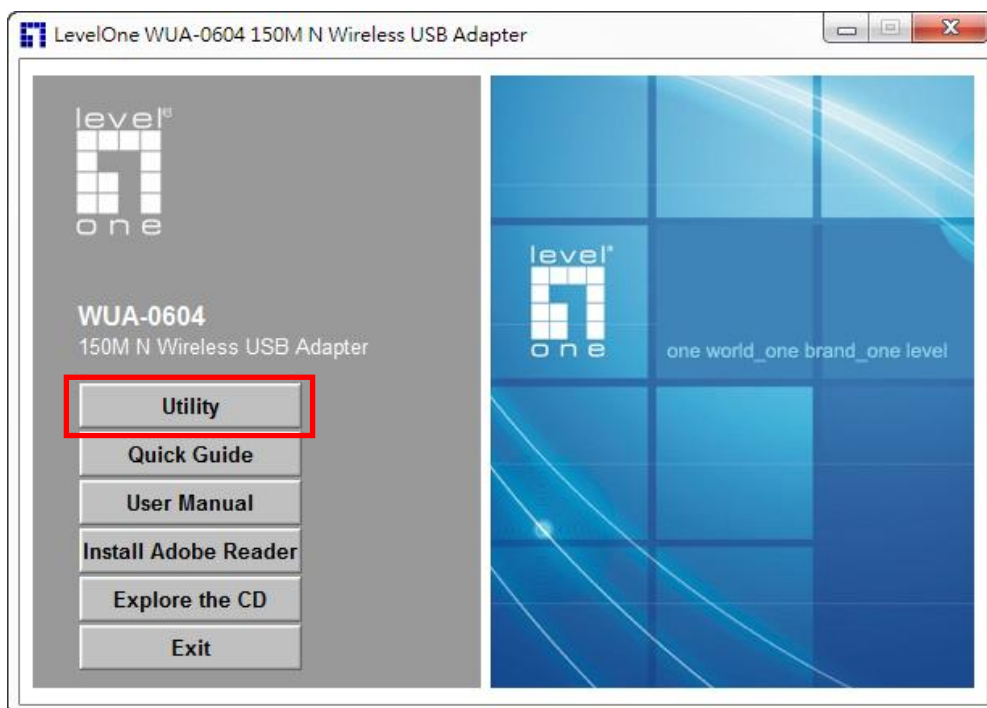 LevelOne WUA-0604 150M N Wireless USB Adapter
level®
one
WUA-0604
150M N Wireless USB Adapter
Utility
Quick Guide
User Manual
Install Adobe Reader
Explore the CD
Exit
level®
one
one world_one brand_one level